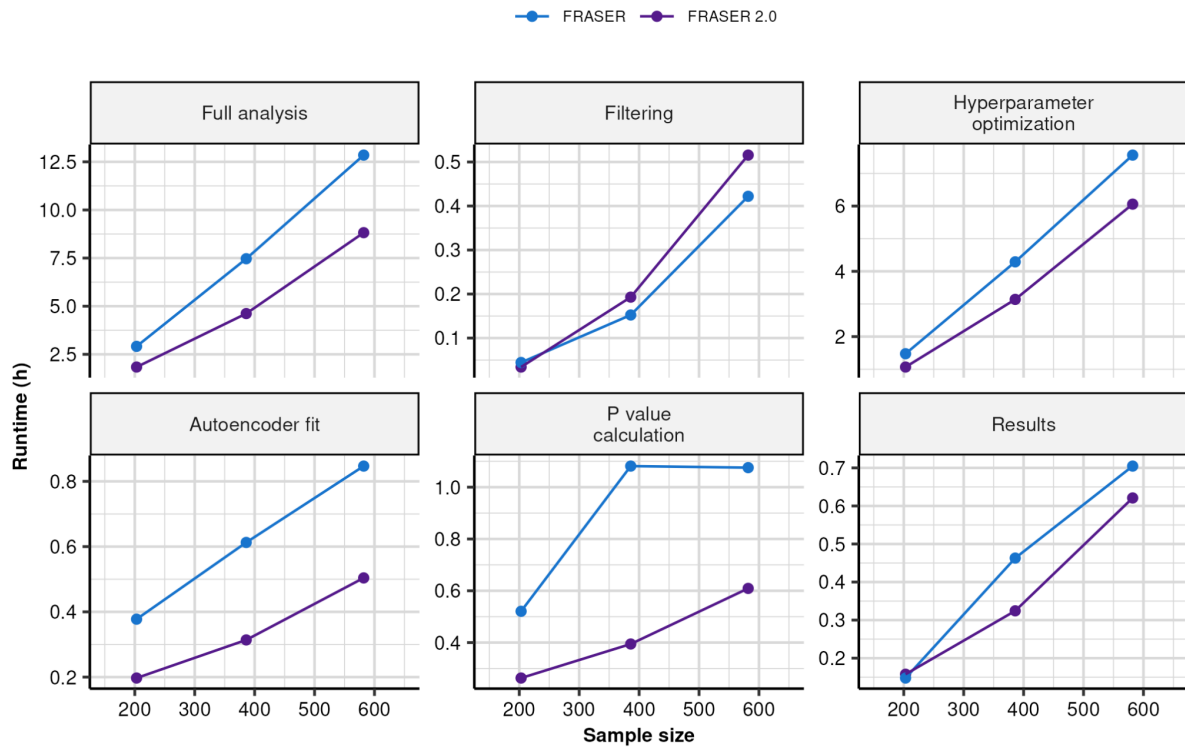 FRASER FRASER 2.0
Full analysis
12.5
10.0
7.5
5.0
2.5
Filtering
0.5
0.4
0.3
0.2
0.1
Hyperparameter
optimization
6
4
2
Runtime (h)
Autoencoder fit
0.8
0.6
0.4
0.2
200 300 400 500 600
P value
calculation
1.0
0.8
0.6
0.4
200 300 400 500 600
Results
0.7
0.6
0.5
0.4
0.3
0.2
200 300 400 500 600
Sample size